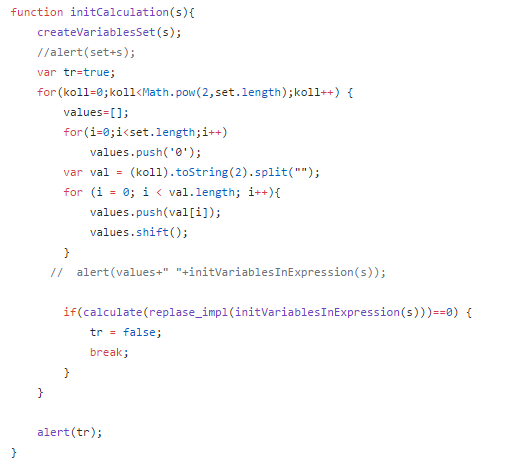 function initCalculation(s){
    createVariablesSet(s);
    //alert(set+s);
    var tr=true;
    for(koll=0;koll<Math.pow(2,set.length);koll++) {
        values=[];
        for(i=0;i<set.length;i++)
            values.push('0');
        var val = (koll).toString(2).split("");
        for (i = 0; i < val.length; i++){
            values.push(val[i]);
            values.shift();
        }
      //  alert(values+" "+initVariablesInExpression(s));

        if(calculate(replase_impl(initVariablesInExpression(s)))==0) {
            tr = false;
            break;
        }
    }

    alert(tr);
}